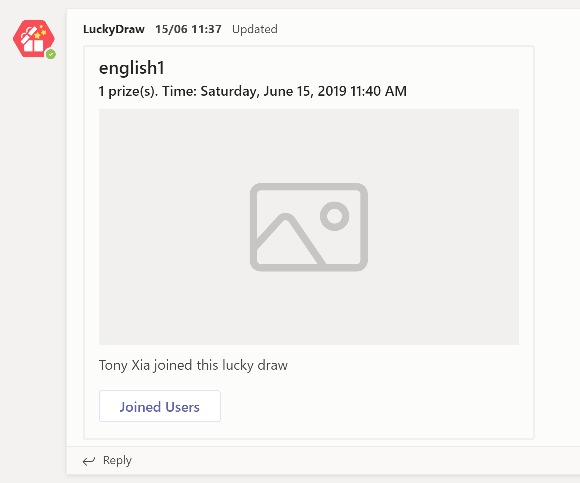 LuckyDraw 15/06 11:37 Updated
english1
1 prize(s). Time: Saturday, June 15, 2019 11:40 AM
Tony Xia joined this lucky draw
Joined Users
Reply